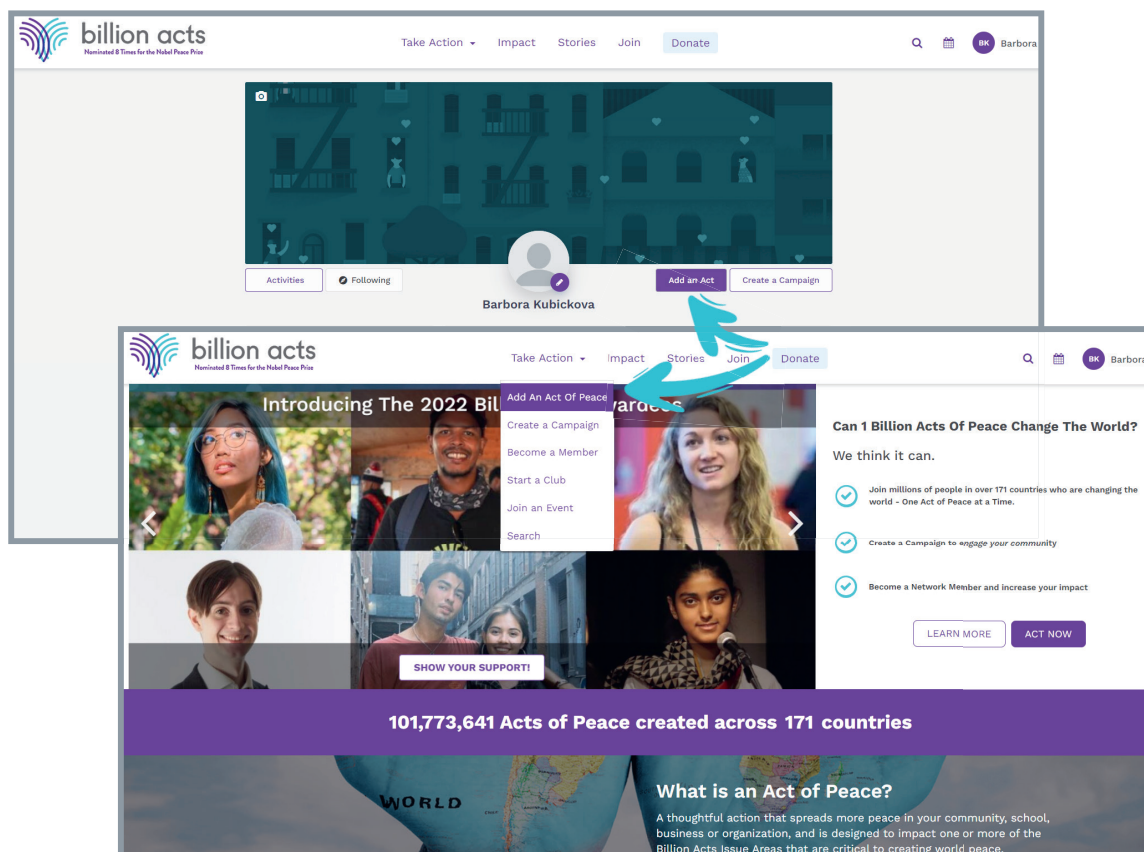 billion acts
Nominated 8 Times for the Nobel Peace Prize
Take Action Impact Stories Join Donate
BK Barbora
Activities Following
Add an Act Create a Campaign
Barbora Kubickova
billion acts
Nominated 8 Times for the Nobel Peace Prize
Take Action Impact Stories Join Donate
BK Barbora
Introducing The 2022 Bil
Add An Act Of Peace
Create a Campaign
Become a Member
Start a Club
Join an Event
Search
SHOW YOUR SUPPORT!
Can 1 Billion Acts Of Peace Change The World?
We think it can.
Join millions of people in over 171 countries who are changing the
world - One Act of Peace at a Time.
Create a Campaign to engage your community
Become a Network Member and increase your impact
LEARN MORE ACT NOW
101,773,641 Acts of Peace created across 171 countries
WORLD
What is an Act of Peace?
A thoughtful action that spreads more peace in your community, school,
business or organization, and is designed to impact one or more of the
Billion Acts Issue Areas that are critical to creating world peace.